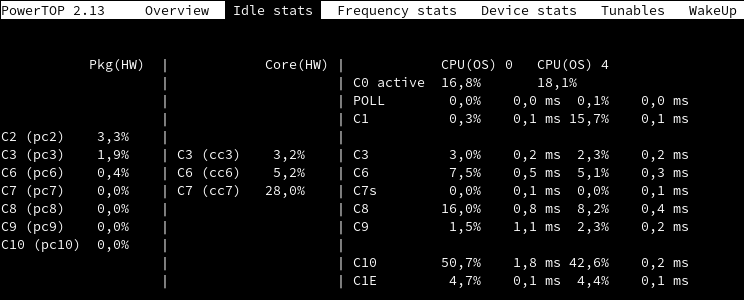 PowerTOP 2.13 Overview Idle stats Frequency stats Device stats Tunables WakeUp
Pkg(HW) | Core(HW) | CPU(OS) 0 CPU(OS) 4
| | C0 active 16,8% 18,1%
| | POLL 0,0% 0,0 ms 0,1% 0,0 ms
| | C1 0,3% 0,1 ms 15,7% 0,1 ms
C2 (pc2) 3,3% | |
C3 (pc3) 1,9% | C3 (cc3) 3,2% | C3 3,0% 0,2 ms 2,3% 0,2 ms
C6 (pc6) 0,4% | C6 (cc6) 5,2% | C6 7,5% 0,5 ms 5,1% 0,3 ms
C7 (pc7) 0,0% | C7 (cc7) 28,0% | C7s 0,0% 0,1 ms 0,0% 0,1 ms
C8 (pc8) 0,0% | | C8 16,0% 0,8 ms 8,2% 0,4 ms
C9 (pc9) 0,0% | | C9 1,5% 1,1 ms 2,3% 0,2 ms
C10 (pc10) 0,0% | |
| | C10 50,7% 1,8 ms 42,6% 0,2 ms
| | C1E 4,7% 0,1 ms 4,4% 0,1 ms